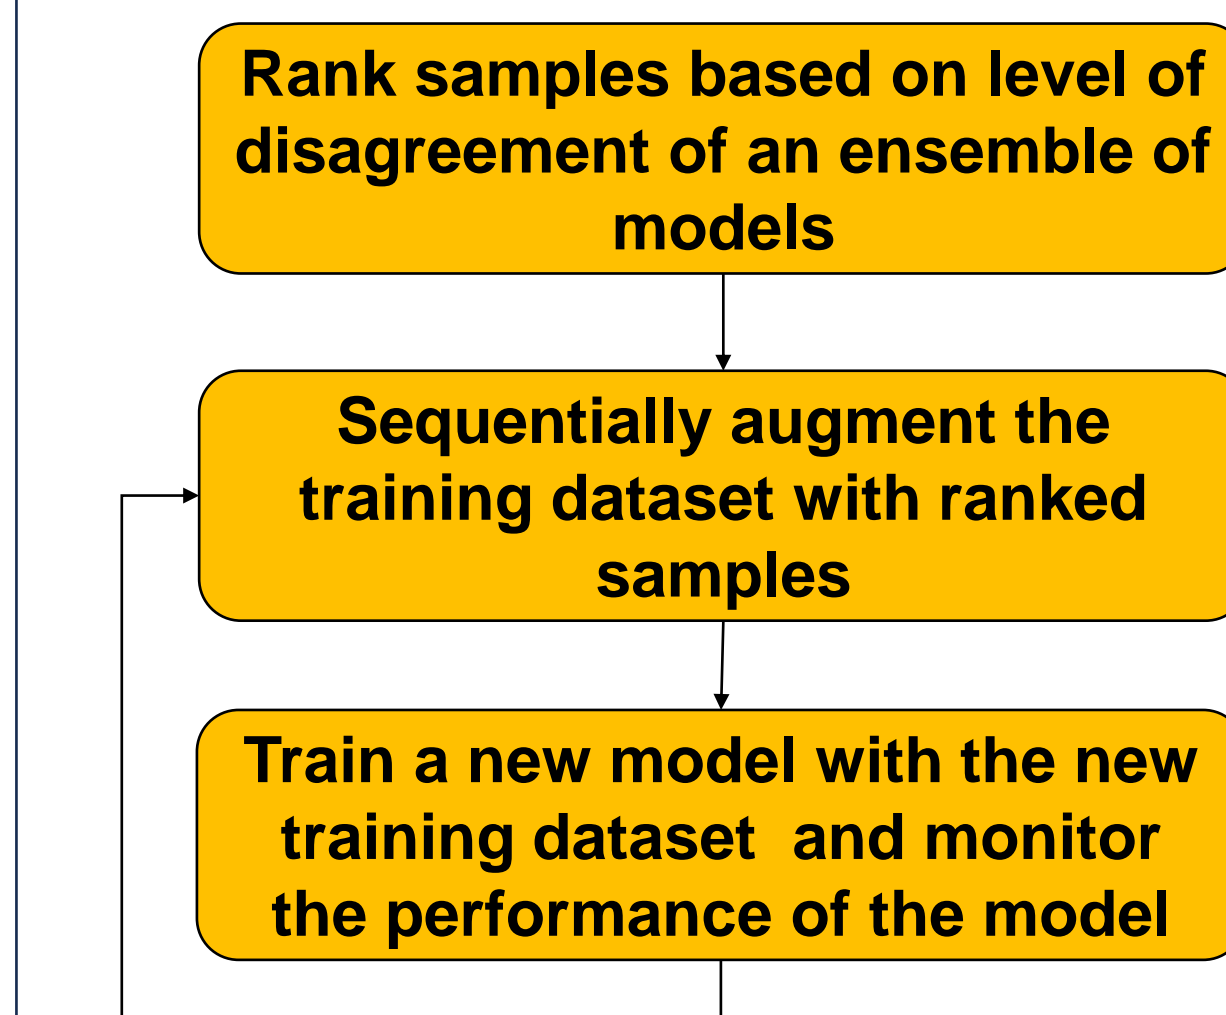 Rank samples based on level of
disagreement of an ensemble of
models
Sequentially augment the
training dataset with ranked
samples
Train a new model with the new
training dataset  and monitor
the performance of the model